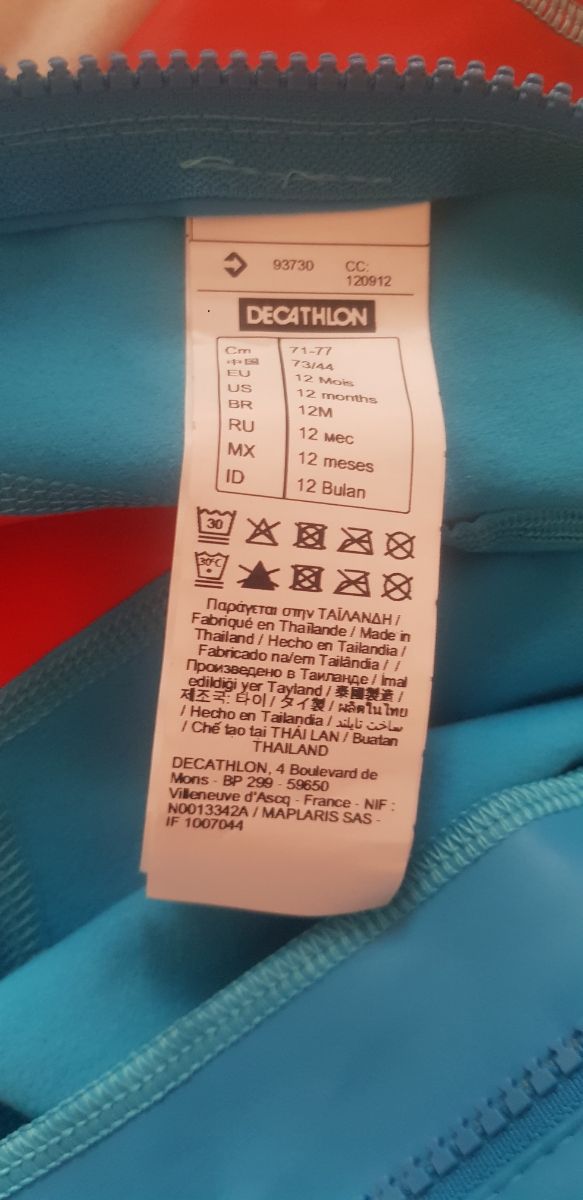 93730 CC:
120912
DECATHLON
Cm 71-77
中国 73/44
EU 12 Mois
US 12 months
BR 12M
RU 12 мес
MX 12 meses
ID 12 Bulan
30
30°C
Παράγεται στην ΤΑΪΛΑΝΔΗ /
Fabriqué en Thaïlande / Made in
Thailand / Hecho en Tailandia /
Fabricado na/em Tailândia / /
Произведено в Таиланде / İmal
edildiği yer Tayland / 泰國製造 /
제조국: 타이 / タイ製 / ผลิตในไทย
/ Hecho en Tailandia / ساخت تایلند
/ Chế tạo tại THÁI LAN / Buatan
THAILAND
DECATHLON, 4 Boulevard de
Mons - BP 299 - 59650
Villeneuve d'Ascq - France - NIF :
N0013342A / MAPLARIS SAS -
IF 1007044